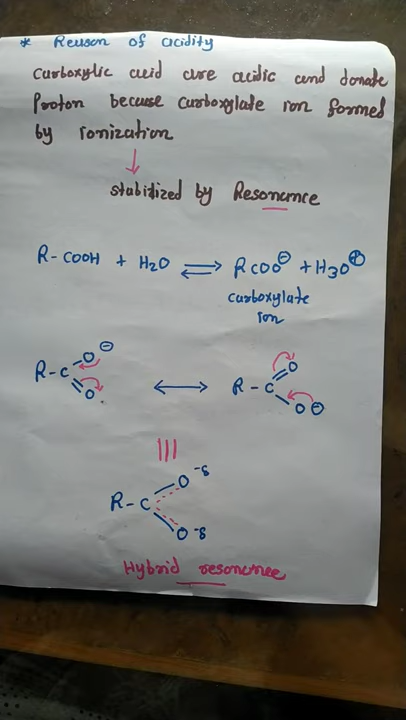 * Reason of acidity
Carboxylic acid are acidic and donate
Proton because carboxylate ion formed
by ionization
↓
stabilized by Resonance
R-COOH + H2O ⇌ RCOO⊖ + H3O⊕
carboxylate
ion
R-C O⊖ O ↔ R-C O O⊖
|||
R-C O-δ O-δ
Hybrid resonance